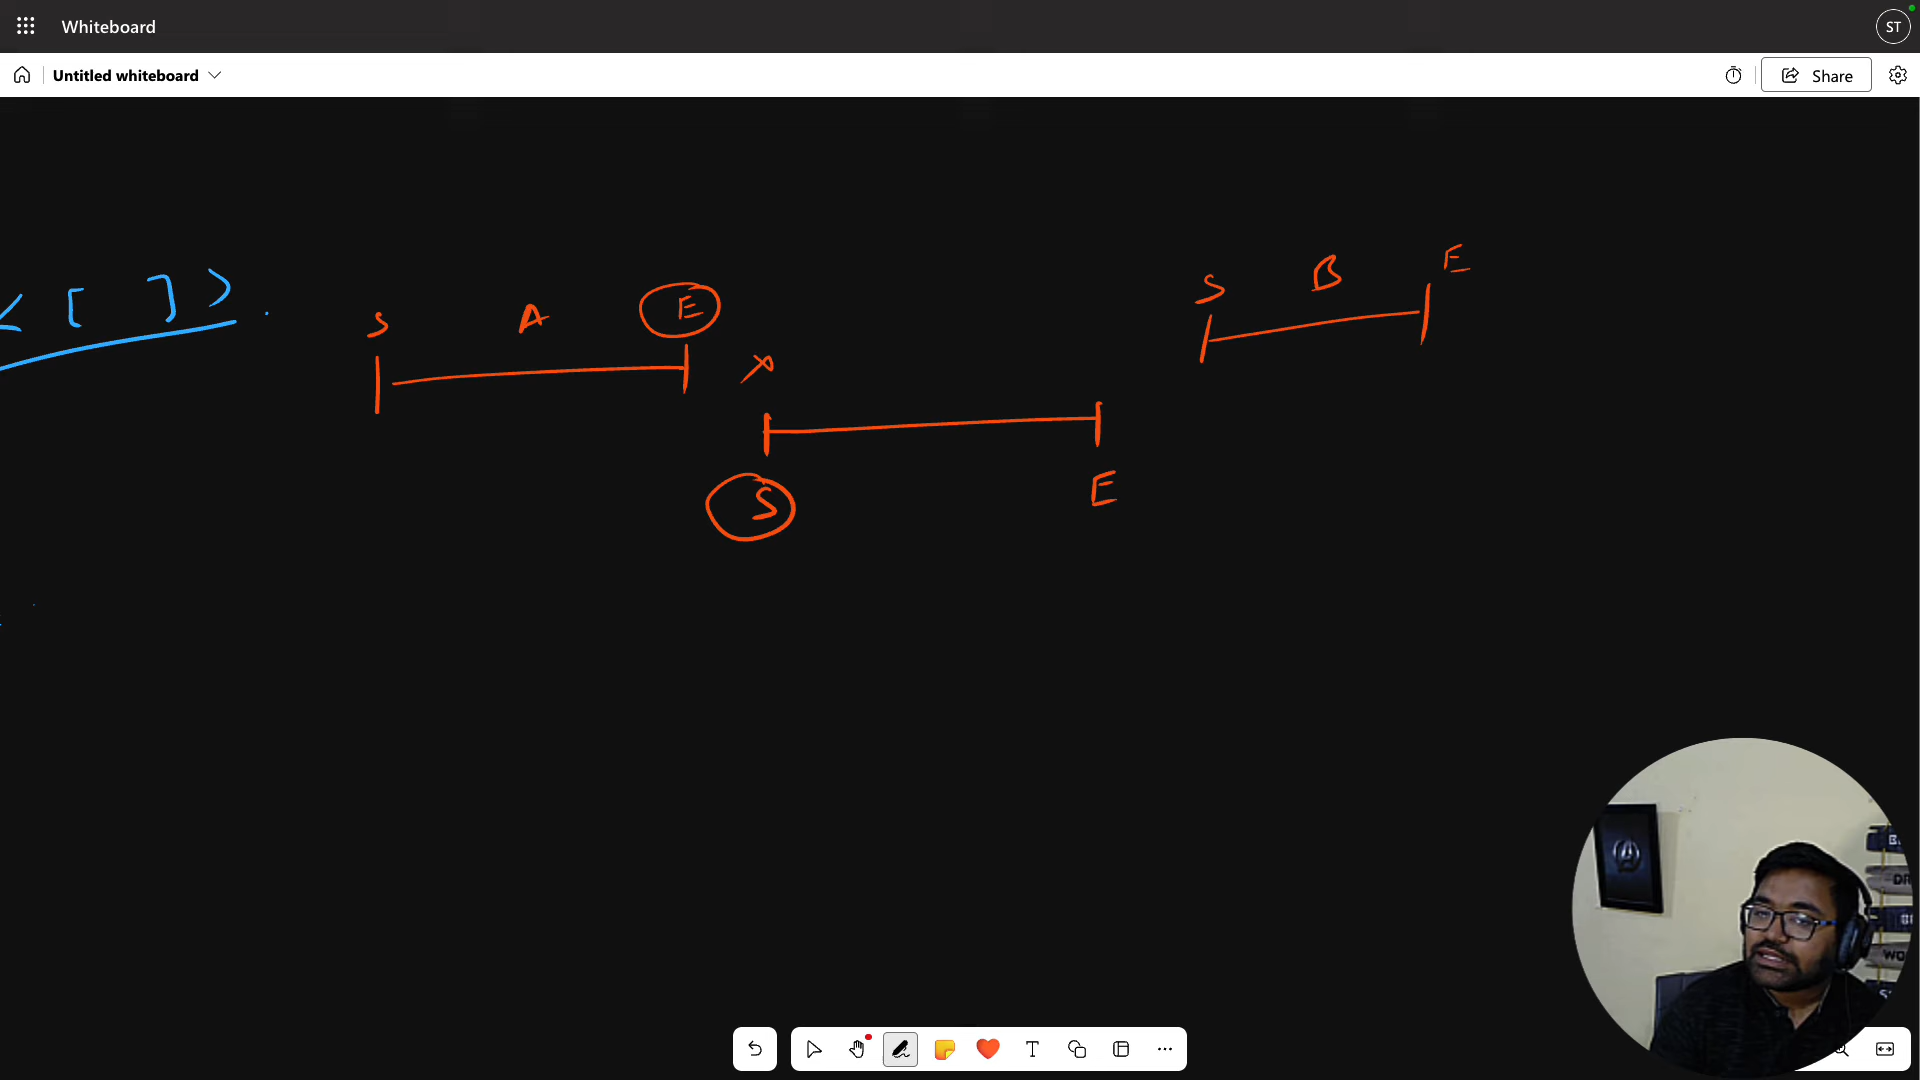 Whiteboard
ST
Untitled whiteboard
Share
S B E
< [ ] > .
S A E
x
S E
T